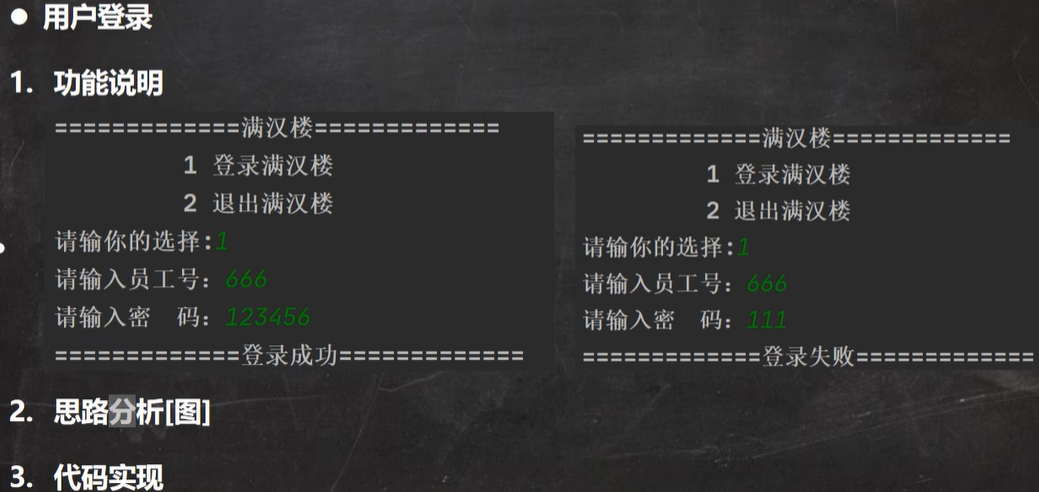 ● 用户登录
1. 功能说明
=============满汉楼=============
1 登录满汉楼
2 退出满汉楼
请输你的选择:1
请输入员工号：666
请输入密　码：123456
=============登录成功=============
=============满汉楼=============
1 登录满汉楼
2 退出满汉楼
请输你的选择:1
请输入员工号：666
请输入密　码：111
=============登录失败=============
2. 思路分析[图]
3. 代码实现